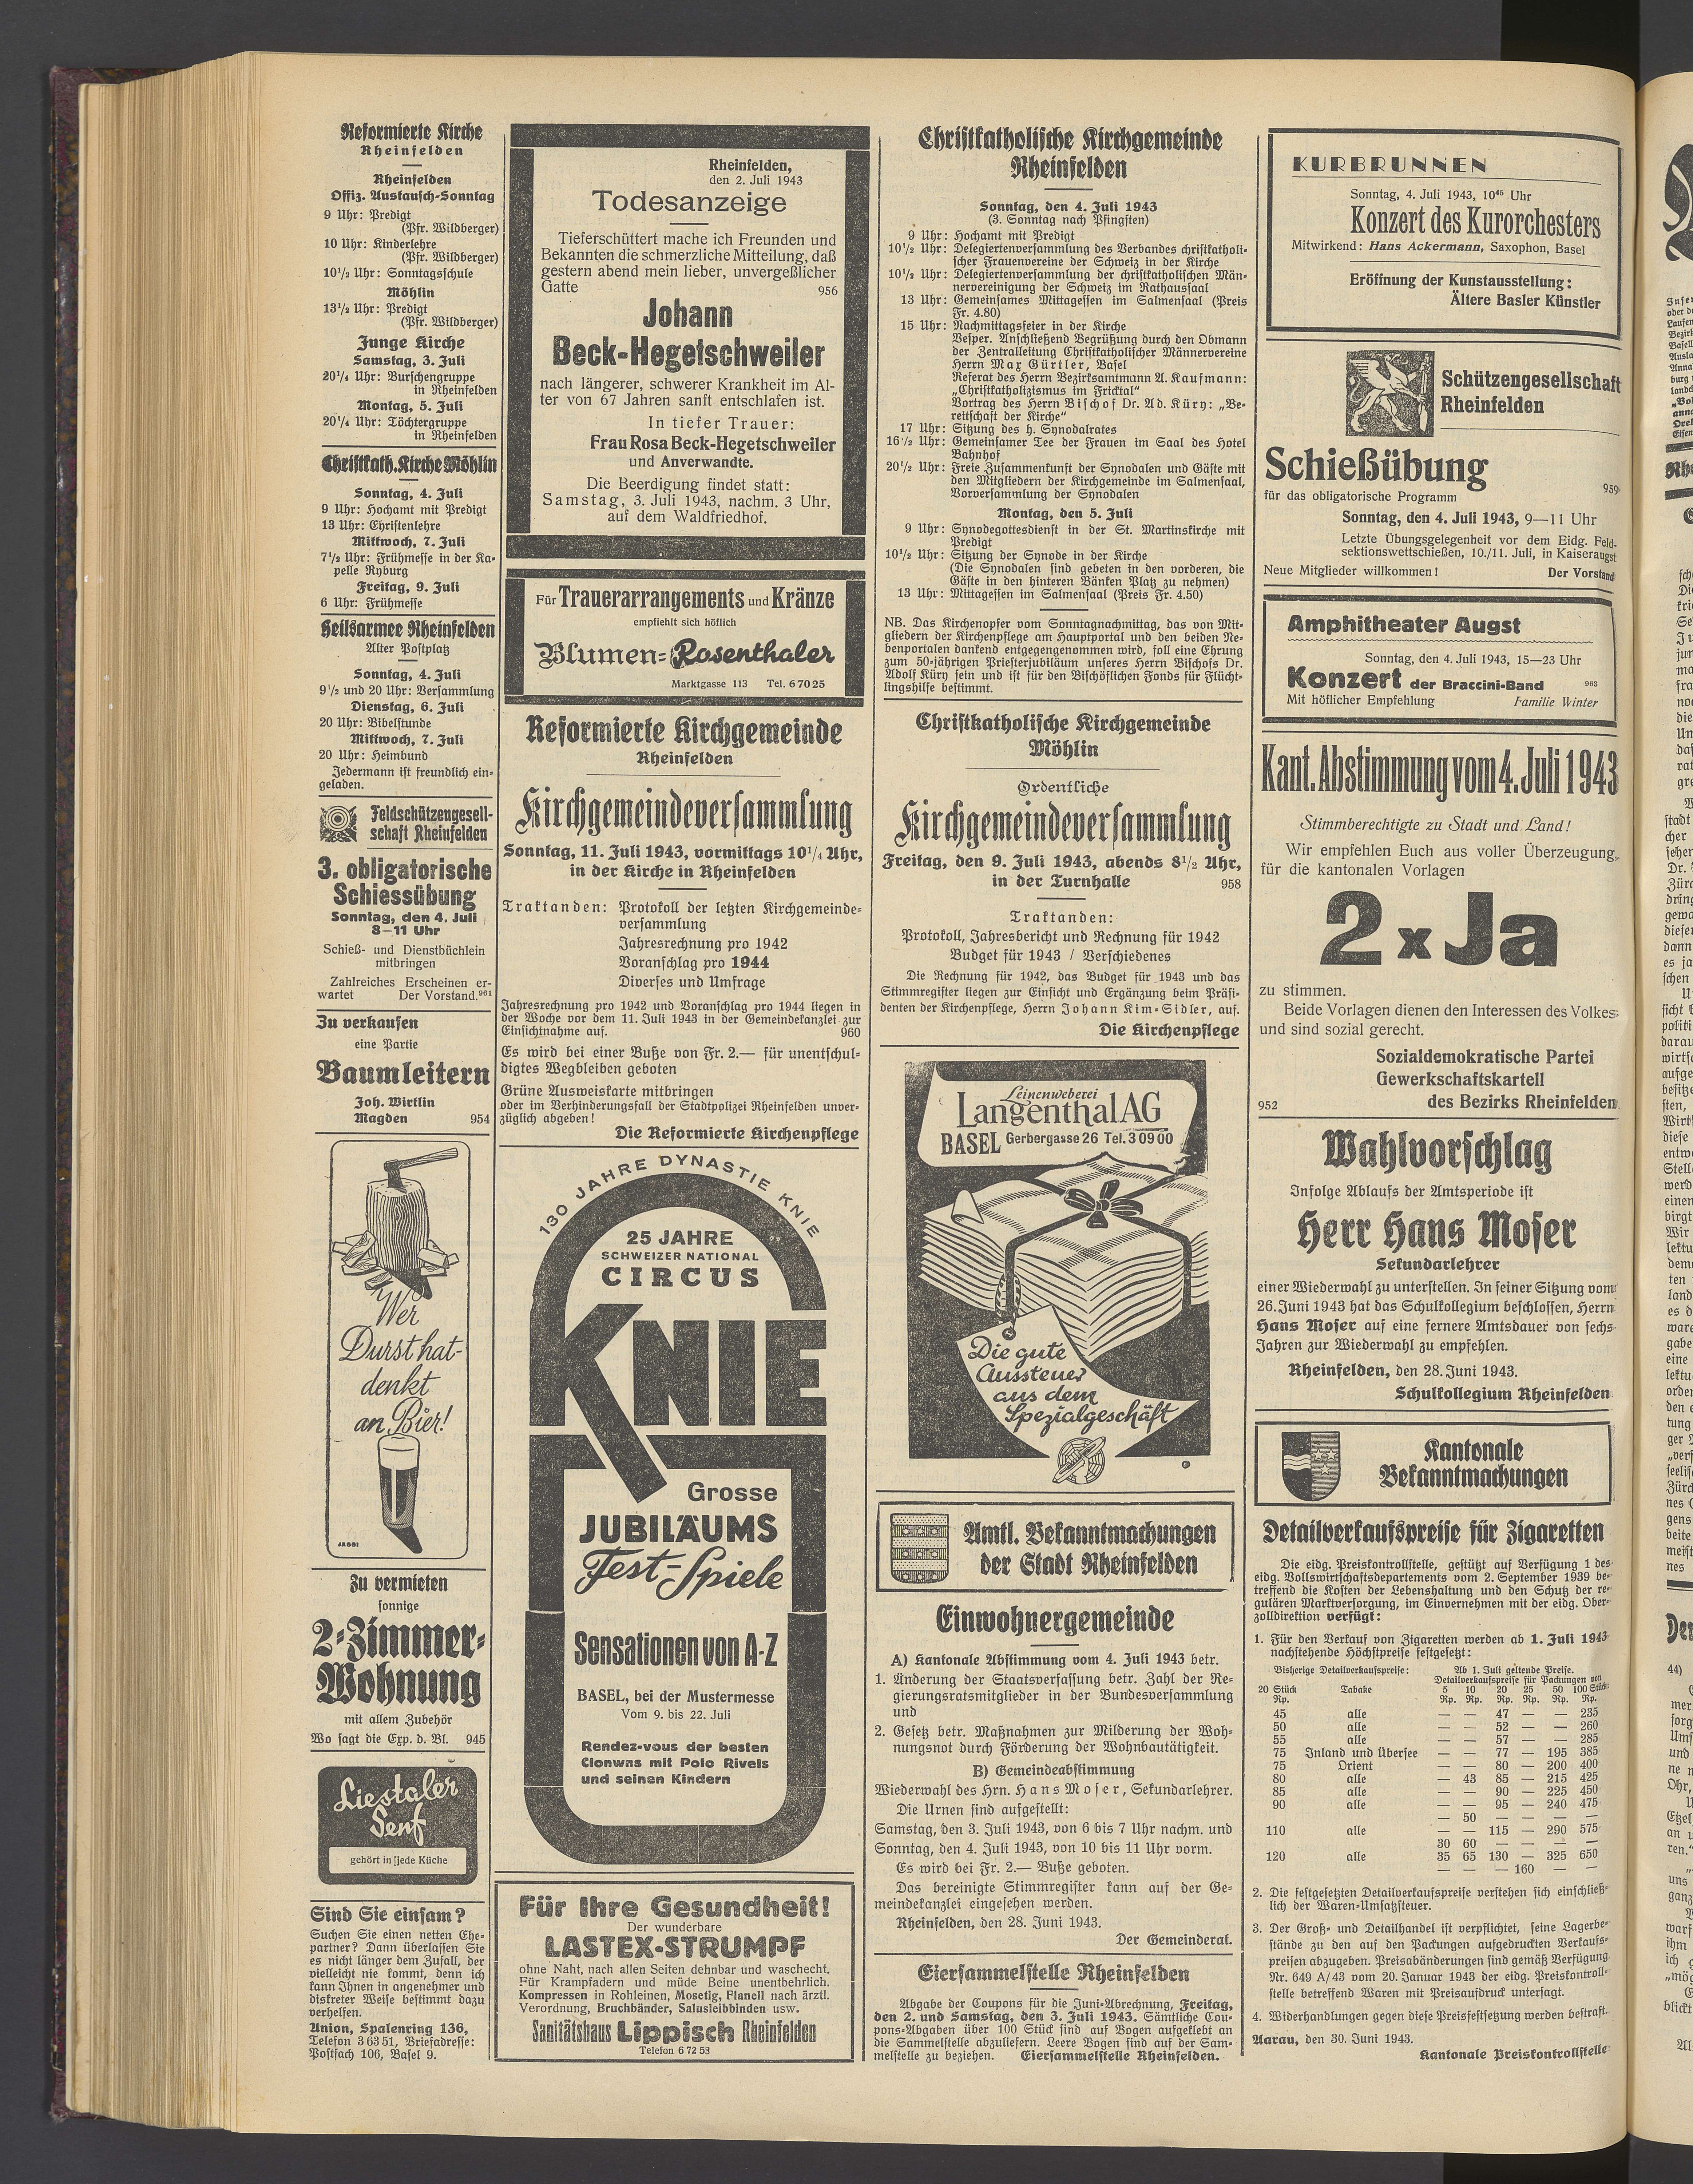 Reformierte Kirche
Rheinfelden
Rheinfelden
Offiz. Austausch-Sonntag
9 Uhr: Predigt
(Pfr. Wildberger)
10 Uhr: Kinderlehre
(Pfr. Wildberger)
10½ Uhr: Sonntagsschule
Möhlin
13½ Uhr: Predigt
(Pfr. Wildberger)
Junge Kirche
Samstag, 3. Juli
20¼ Uhr: Burschengruppe
in Rheinfelden
Montag, 5. Juli
20¼ Uhr: Töchtergruppe
in Rheinfelden
Christkath. Kirche Möhlin
Sonntag, 4. Juli
9 Uhr: Hochamt mit Predigt
13 Uhr: Christenlehre
Mittwoch, 7. Juli
7½ Uhr: Frühmesse in der Ka-
pelle Ryburg
Freitag, 9. Juli
6 Uhr: Frühmesse
Heilsarmee Rheinfelden
Alter Postplatz
Sonntag, 4. Juli
9½ und 20 Uhr: Versammlung
Dienstag, 6. Juli
20 Uhr: Bibelstunde
Mittwoch, 7. Juli
20 Uhr: Heimbund
Jedermann ist freundlich ein-
geladen.
Feldschützengesell-
schaft Rheinfelden
3. obligatorische
Schiessübung
Sonntag, den 4. Juli
8—11 Uhr
Schieß- und Dienstbüchlein
mitbringen
Zahlreiches Erscheinen er-
wartet Der Vorstand. 961
Zu verkaufen
eine Partie
Baumleitern
Joh. Wirtlin
Magden 954
Wer
Durst hat-
denkt
an Bier!
Zu vermieten
sonnige
2-Zimmer-
Wohnung
mit allem Zubehör
Wo sagt die Exp. d. Bl. 945
Liestaler
Senf
gehört in jede Küche
Sind Sie einsam?
Suchen Sie einen netten Ehe-
partner? Dann überlassen Sie
es nicht länger dem Zufall, der
vielleicht nie kommt, denn ich
kann Ihnen in angenehmer und
diskreter Weise bestimmt dazu
verhelfen.
Union, Spalenring 136,
Telefon 3 63 51, Briefadresse:
Postfach 106, Basel 9.
Rheinfelden,
den 2. Juli 1943
Todesanzeige
Tieferschüttert mache ich Freunden und
Bekannten die schmerzliche Mitteilung, daß
gestern abend mein lieber, unvergeßlicher
Gatte 956
Johann
Beck-Hegetschweiler
nach längerer, schwerer Krankheit im Al-
ter von 67 Jahren sanft entschlafen ist.
In tiefer Trauer:
Frau Rosa Beck-Hegetschweiler
und Anverwandte.
Die Beerdigung findet statt:
Samstag, 3. Juli 1943, nachm. 3 Uhr,
auf dem Waldfriedhof.
Für Trauerarrangements und Kränze
empfiehlt sich höflich
Blumen-Rosenthaler
Marktgasse 113 Tel. 6 70 25
Reformierte Kirchgemeinde
Rheinfelden
Kirchgemeindeversammlung
Sonntag, 11. Juli 1943, vormittags 10¼ Uhr,
in der Kirche in Rheinfelden
Traktanden: Protokoll der letzten Kirchgemeinde-
versammlung
Jahresrechnung pro 1942
Voranschlag pro 1944
Diverses und Umfrage
Jahresrechnung pro 1942 und Voranschlag pro 1944 liegen in
der Woche vor dem 11. Juli 1943 in der Gemeindekanzlei zur
Einsichtnahme auf. 960
Es wird bei einer Buße von Fr. 2.— für unentschul-
digtes Wegbleiben geboten
Grüne Ausweiskarte mitbringen
oder im Verhinderungsfall der Stadtpolizei Rheinfelden unver-
züglich abgeben!
Die Reformierte Kirchenpflege
130 JAHRE DYNASTIE KNIE
25 JAHRE
SCHWEIZER NATIONAL
CIRCUS
KNIE
Grosse
JUBILÄUMS
Fest-Spiele
Sensationen von A-Z
BASEL, bei der Mustermesse
Vom 9. bis 22. Juli
Rendez-vous der besten
Clonwns mit Polo Rivels
und seinen Kindern
Für Ihre Gesundheit!
Der wunderbare
LASTEX-STRUMPF
ohne Naht, nach allen Seiten dehnbar und waschecht.
Für Krampfadern und müde Beine unentbehrlich.
Kompressen in Rohleinen, Mosetig, Flanell nach ärztl.
Verordnung, Bruchbänder, Salusleibbinden usw.
Sanitätshaus Lippisch Rheinfelden
Telefon 6 72 53
Christkatholische Kirchgemeinde
Rheinfelden
Sonntag, den 4. Juli 1943
(3. Sonntag nach Pfingsten)
9 Uhr: Hochamt mit Predigt
10½ Uhr: Delegiertenversammlung des Verbandes christkatholi-
scher Frauenvereine der Schweiz in der Kirche
10½ Uhr: Delegiertenversammlung der christkatholischen Män-
nervereinigung der Schweiz im Rathaussaal
13 Uhr: Gemeinsames Mittagessen im Salmensaal (Preis
Fr. 4.80)
15 Uhr: Nachmittagsfeier in der Kirche
Vesper. Anschließend Begrüßung durch den Obmann
der Zentralleitung Christkatholischer Männervereine
Herrn Max Gürtler, Basel
Referat des Herrn Bezirksamtmann A. Kaufmann:
„Christkatholizismus im Fricktal“
Vortrag des Herrn Bischof Dr. Ad. Küry: „Be-
reitschaft der Kirche“
17 Uhr: Sitzung des h. Synodalrates
16½ Uhr: Gemeinsamer Tee der Frauen im Saal des Hotel
Bahnhof
20½ Uhr: Freie Zusammenkunft der Synodalen und Gäste mit
den Mitgliedern der Kirchgemeinde im Salmensaal,
Vorversammlung der Synodalen
Montag, den 5. Juli
9 Uhr: Synodegottesdienst in der St. Martinskirche mit
Predigt
10½ Uhr: Sitzung der Synode in der Kirche
(Die Synodalen sind gebeten in den vorderen, die
Gäste in den hinteren Bänken Platz zu nehmen)
13 Uhr: Mittagessen im Salmensaal (Preis Fr. 4.50)
NB. Das Kirchenopfer vom Sonntagnachmittag, das von Mit-
gliedern der Kirchenpflege am Hauptportal und den beiden Ne-
benportalen dankend entgegengenommen wird, soll eine Ehrung
zum 50-jährigen Priesterjubiläum unseres Herrn Bischofs Dr.
Adolf Küry sein und ist für den Bischöflichen Fonds für Flücht-
lingshilfe bestimmt.
Christkatholische Kirchgemeinde
Möhlin
Ordentliche
Kirchgemeindeversammlung
Freitag, den 9. Juli 1943, abends 8½ Uhr,
in der Turnhalle 958
Traktanden:
Protokoll, Jahresbericht und Rechnung für 1942
Budget für 1943 / Verschiedenes
Die Rechnung für 1942, das Budget für 1943 und das
Stimmregister liegen zur Einsicht und Ergänzung beim Präsi-
denten der Kirchenpflege, Herrn Johann Kim-Sidler, auf.
Die Kirchenpflege
Leinenweberei
Langenthal AG
BASEL Gerbergasse 26 Tel. 3 09 00
Die gute
Aussteuer
aus dem
Spezialgeschäft
Amtl. Bekanntmachungen
der Stadt Rheinfelden
Einwohnergemeinde
A) Kantonale Abstimmung vom 4. Juli 1943 betr.
1. Änderung der Staatsverfassung betr. Zahl der Re-
gierungsratsmitglieder in der Bundesversammlung
und
2. Gesetz betr. Maßnahmen zur Milderung der Woh-
nungsnot durch Förderung der Wohnbautätigkeit.
B) Gemeindeabstimmung
Wiederwahl des Hrn. Hans Moser, Sekundarlehrer.
Die Urnen sind aufgestellt:
Samstag, den 3. Juli 1943, von 6 bis 7 Uhr nachm. und
Sonntag, den 4. Juli 1943, von 10 bis 11 Uhr vorm.
Es wird bei Fr. 2.— Buße geboten.
Das bereinigte Stimmregister kann auf der Ge-
meindekanzlei eingesehen werden.
Rheinfelden, den 28. Juni 1943.
Der Gemeinderat.
Eiersammelstelle Rheinfelden
Abgabe der Coupons für die Juni-Abrechnung, Freitag,
den 2. und Samstag, den 3. Juli 1943. Sämtliche Cou-
pons-Abgaben über 100 Stück sind auf Bogen aufgeklebt an
die Sammelstelle abzuliefern. Leere Bogen sind auf der Sam-
melstelle zu beziehen. Eiersammelstelle Rheinfelden.
KURBRUNNEN
Sonntag, 4. Juli 1943, 10⁴⁵ Uhr
Konzert des Kurorchesters
Mitwirkend: Hans Ackermann, Saxophon, Basel
Eröffnung der Kunstausstellung:
Ältere Basler Künstler
Schützengesellschaft
Rheinfelden
Schießübung
959
für das obligatorische Programm
Sonntag, den 4. Juli 1943, 9—11 Uhr
Letzte Übungsgelegenheit vor dem Eidg. Feld-
sektionswettschießen, 10./11. Juli, in Kaiseraugst
Neue Mitglieder willkommen! Der Vorstand
Amphitheater Augst
Sonntag, den 4. Juli 1943, 15—23 Uhr
Konzert der Braccini-Band 963
Mit höflicher Empfehlung Familie Winter
Kant. Abstimmung vom 4. Juli 1943
Stimmberechtigte zu Stadt und Land!
Wir empfehlen Euch aus voller Überzeugung,
für die kantonalen Vorlagen
2 x Ja
zu stimmen.
Beide Vorlagen dienen den Interessen des Volkes
und sind sozial gerecht.
Sozialdemokratische Partei
Gewerkschaftskartell
952 des Bezirks Rheinfelden
Wahlvorschlag
Infolge Ablaufs der Amtsperiode ist
Herr Hans Moser
Sekundarlehrer
einer Wiederwahl zu unterstellen. In seiner Sitzung vom
26. Juni 1943 hat das Schulkollegium beschlossen, Herrn
Hans Moser auf eine fernere Amtsdauer von sechs
Jahren zur Wiederwahl zu empfehlen.
Rheinfelden, den 28. Juni 1943.
Schulkollegium Rheinfelden
Kantonale
Bekanntmachungen
Detailverkaufspreise für Zigaretten
Die eidg. Preiskontrollstelle, gestützt auf Verfügung 1 des
eidg. Volkswirtschaftsdepartements vom 2. September 1939 be-
treffend die Kosten der Lebenshaltung und den Schutz der re-
gulären Marktversorgung, im Einvernehmen mit der eidg. Ober-
zolldirektion verfügt:
1. Für den Verkauf von Zigaretten werden ab 1. Juli 1943
nachstehende Höchstpreise festgesetzt:
Bisherige Detailverkaufspreise: Ab 1. Juli geltende Preise.
Detailverkaufspreise für Packungen von
20 Stück Tabake 5 10 20 25 50 100 Stück
Rp. Rp. Rp. Rp. Rp. Rp. Rp.
45 alle — — 47 — — 235
50 alle — — 52 — — 260
55 alle — — 57 — — 285
75 Inland und Übersee — — 77 — 195 385
75 Orient — — 80 — 200 400
80 alle — 43 85 — 215 425
85 alle — — 90 — 225 450
90 alle — — 95 — 240 475
— 50 — — — —
110 alle — — 115 — 290 575
30 60 — — — —
120 alle 35 65 130 — 325 650
— — — 160 — —
2. Die festgesetzten Detailverkaufspreise verstehen sich einschließ-
lich der Waren-Umsatzsteuer.
3. Der Groß- und Detailhandel ist verpflichtet, seine Lagerbe-
stände zu den auf den Packungen aufgedruckten Verkaufs-
preisen abzugeben. Preisabänderungen sind gemäß Verfügung
Nr. 649 A/43 vom 20. Januar 1943 der eidg. Preiskontroll-
stelle betreffend Waren mit Preisaufdruck untersagt.
4. Widerhandlungen gegen diese Preisfestsetzung werden bestraft.
Aarau, den 30. Juni 1943.
Kantonale Preiskontrollstelle